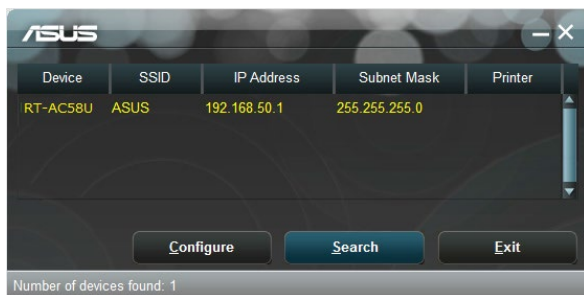 ASUS
Device SSID IP Address Subnet Mask Printer
RT-AC58U ASUS 192.168.50.1 255.255.255.0
Configure Search Exit
Number of devices found: 1